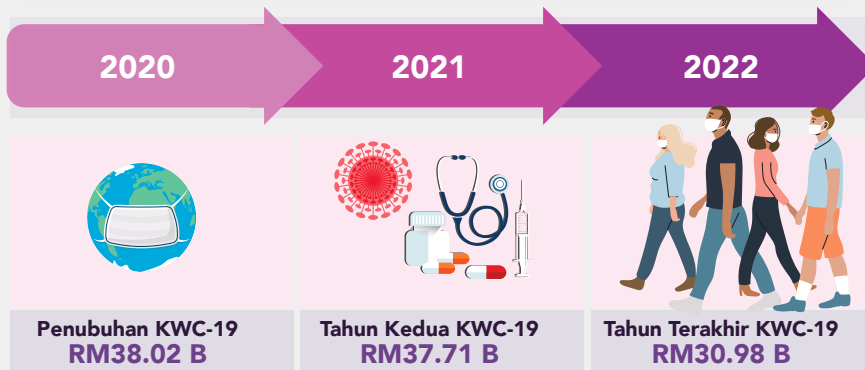 2020
2021
2022
Penubuhan KWC-19
RM38.02 B
Tahun Kedua KWC-19
RM37.71 B
Tahun Terakhir KWC-19
RM30.98 B